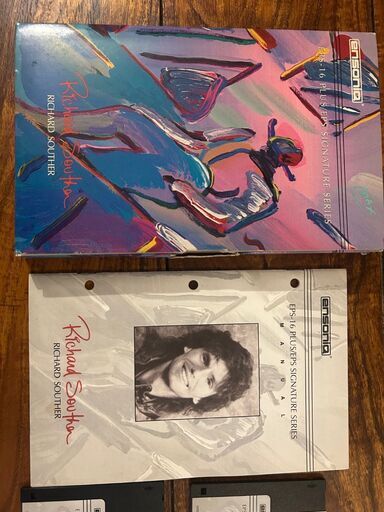 ensoniq
EPS-16 PLUS/EPS SIGNATURE SERIES
Richard Souther
RICHARD SOUTHER
ensoniq
EPS-16 PLUS/EPS SIGNATURE SERIES
MANUAL
Richard Souther
RICHARD SOUTHER